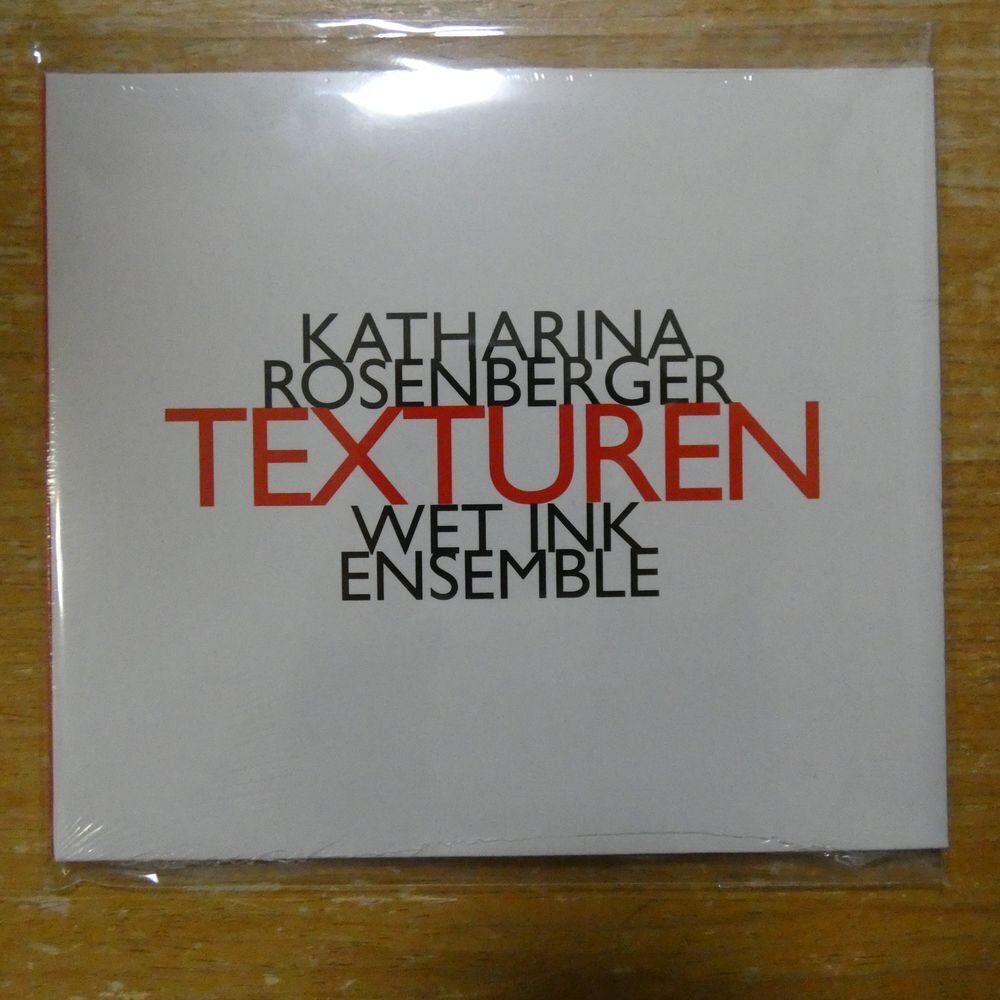 KATHARINA
ROSENBERGER
TEXTUREN
WET INK
ENSEMBLE